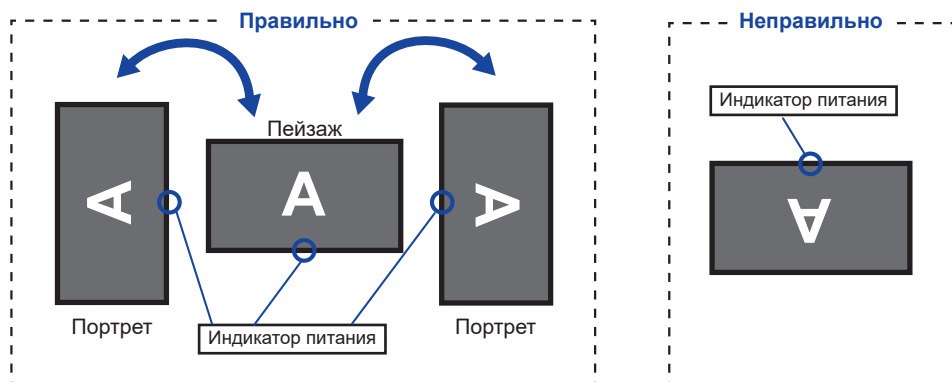 Правильно
Неправильно
Индикатор питания
Пейзаж
A
A
A
A
Портрет
Портрет
Индикатор питания